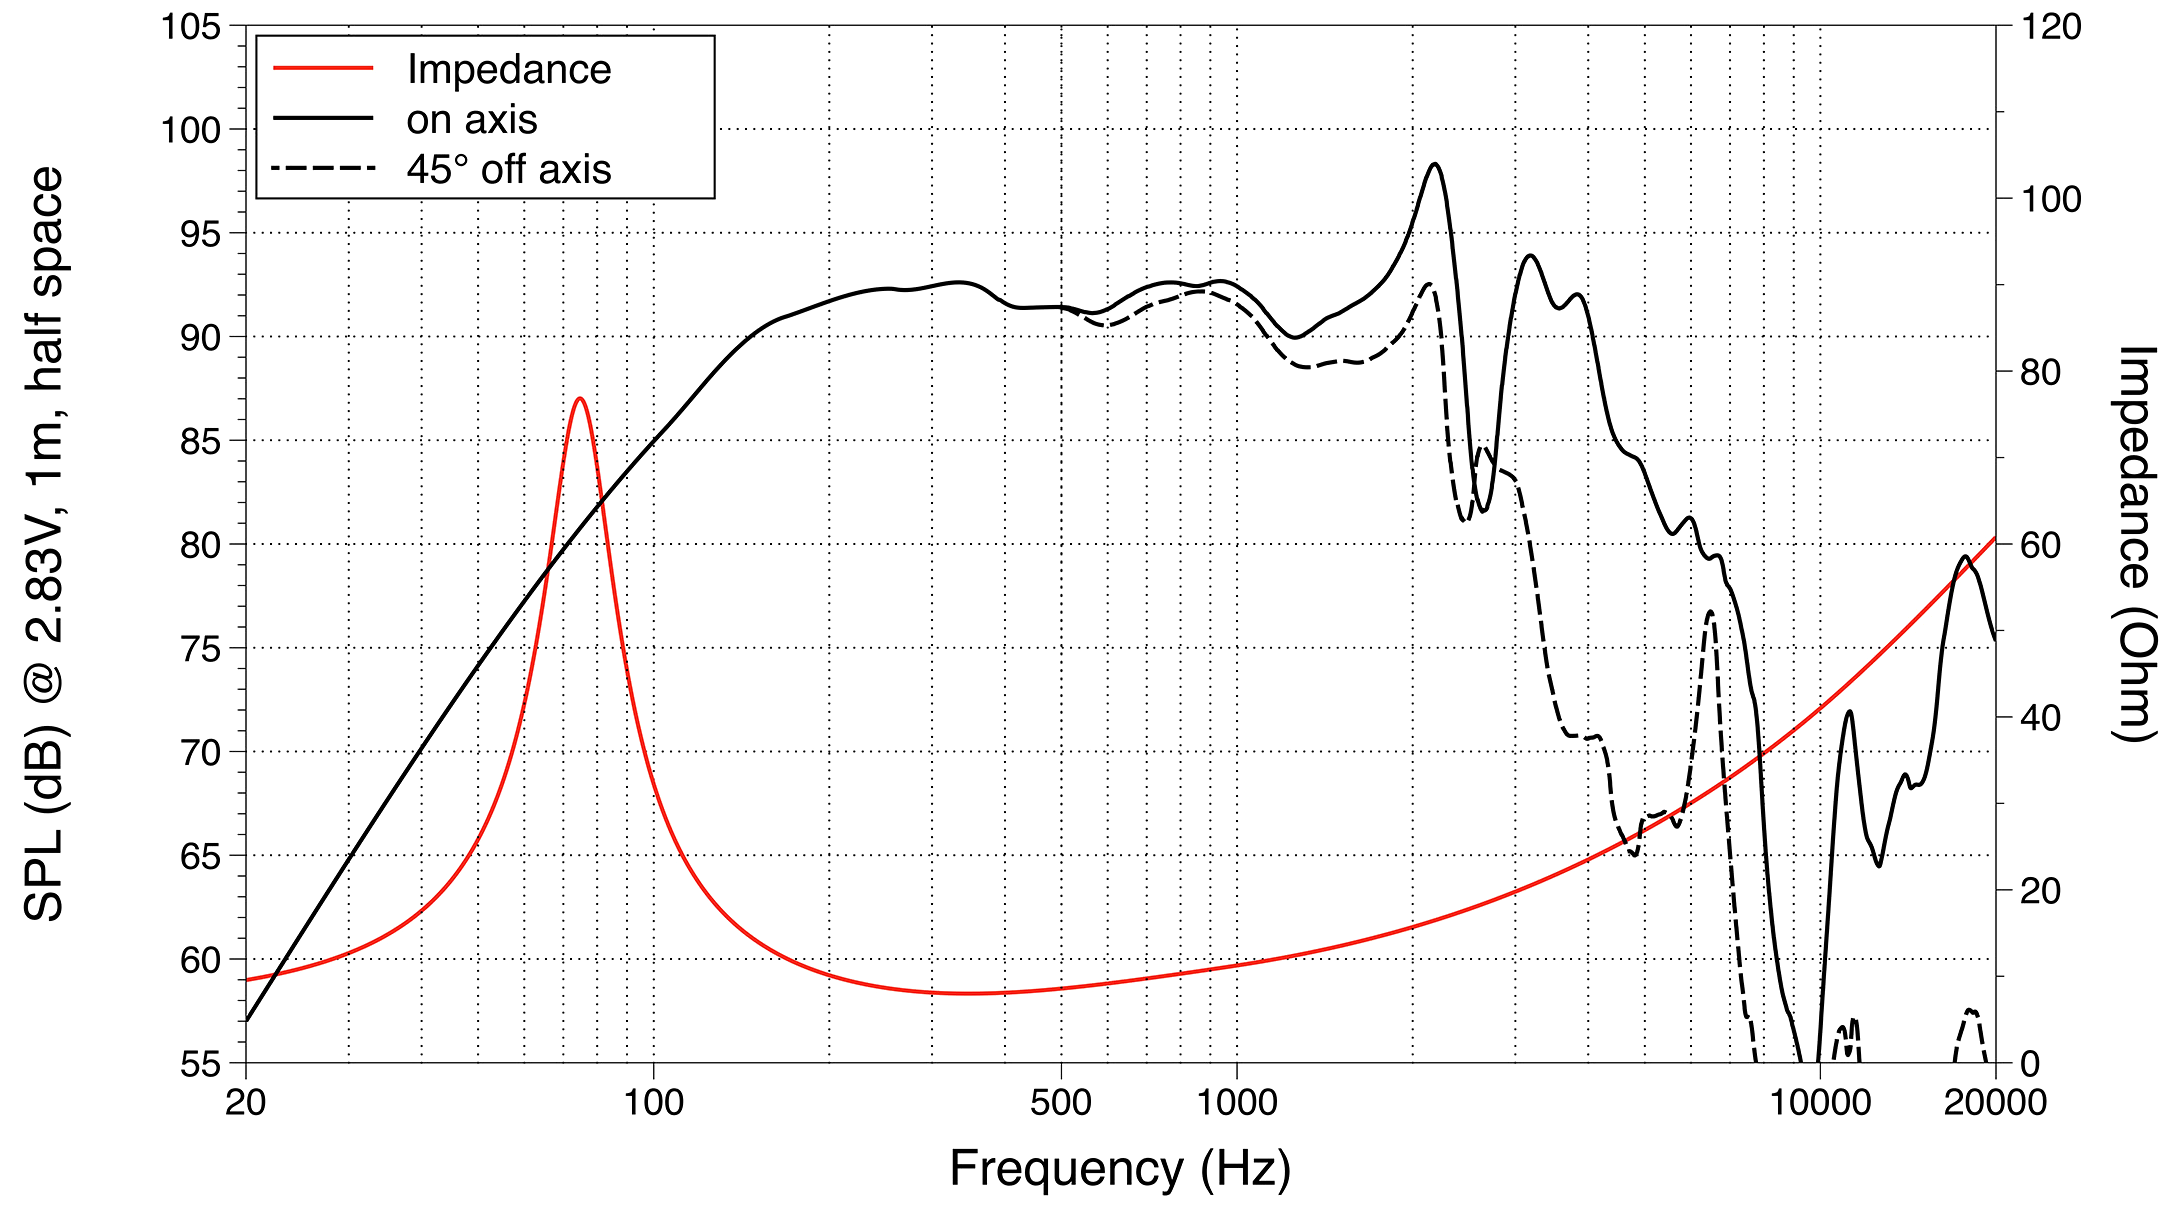 105
100
95
90
85
80
75
70
65
60
55
SPL (dB) @ 2.83V, 1m, half space
Impedance
on axis
45° off axis
120
100
80
60
40
20
0
Impedance (Ohm)
20 100 500 1000 10000 20000
Frequency (Hz)